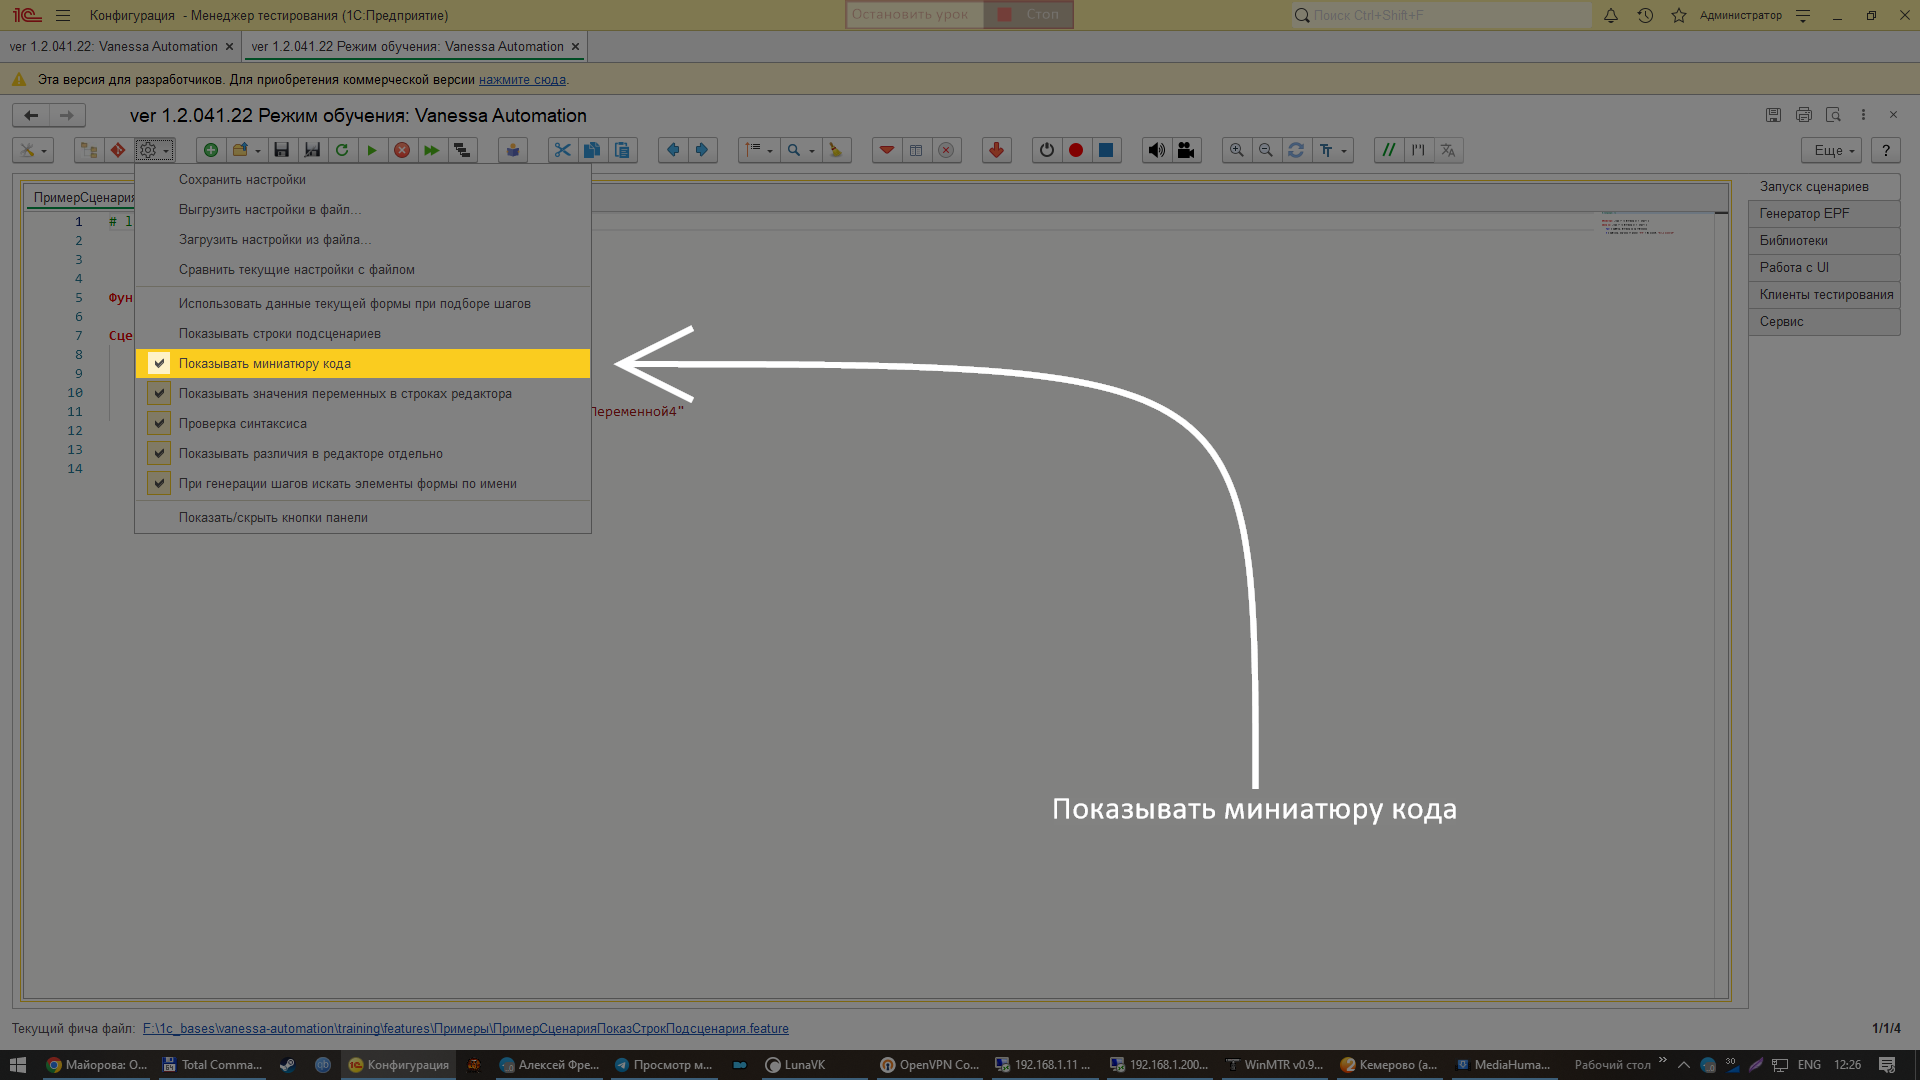 Конфигурация - Менеджер тестирования (1С:Предприятие)
Остановить урок
Стоп
Поиск Ctrl+Shift+F
Администратор
ver 1.2.041.22: Vanessa Automation
ver 1.2.041.22 Режим обучения: Vanessa Automation
Эта версия для разработчиков. Для приобретения коммерческой версии нажмите сюда.
ver 1.2.041.22 Режим обучения: Vanessa Automation
Еще
?
ПримерСценария
Сохранить настройки
Выгрузить настройки в файл...
Загрузить настройки из файла...
Сравнить текущие настройки с файлом
Использовать данные текущей формы при подборе шагов
Показывать строки подсценариев
Показывать миниатюру кода
Показывать значения переменных в строках редактора
Проверка синтаксиса
Показывать различия в редакторе отдельно
При генерации шагов искать элементы формы по имени
Показать/скрыть кнопки панели
1 # l
2
3
4
5 Фун
6
7 Сце
8
9
10
11 Переменной4"
12
13
14
Запуск сценариев
Генератор EPF
Библиотеки
Работа с UI
Клиенты тестирования
Сервис
Показывать миниатюру кода
Текущий фича файл: F:\1c_bases\vanessa-automation\training\features\Примеры\ПримерСценарияПоказСтрокПодсценария.feature
1/1/4
Майорова: О...
Total Comma...
Конфигурация
Алексей Фре...
Просмотр м...
LunaVK
OpenVPN Co...
192.168.1.11 ...
192.168.1.200...
WinMTR v0.9...
Кемерово (а...
MediaHuma...
Рабочий стол
30
ENG
12:26